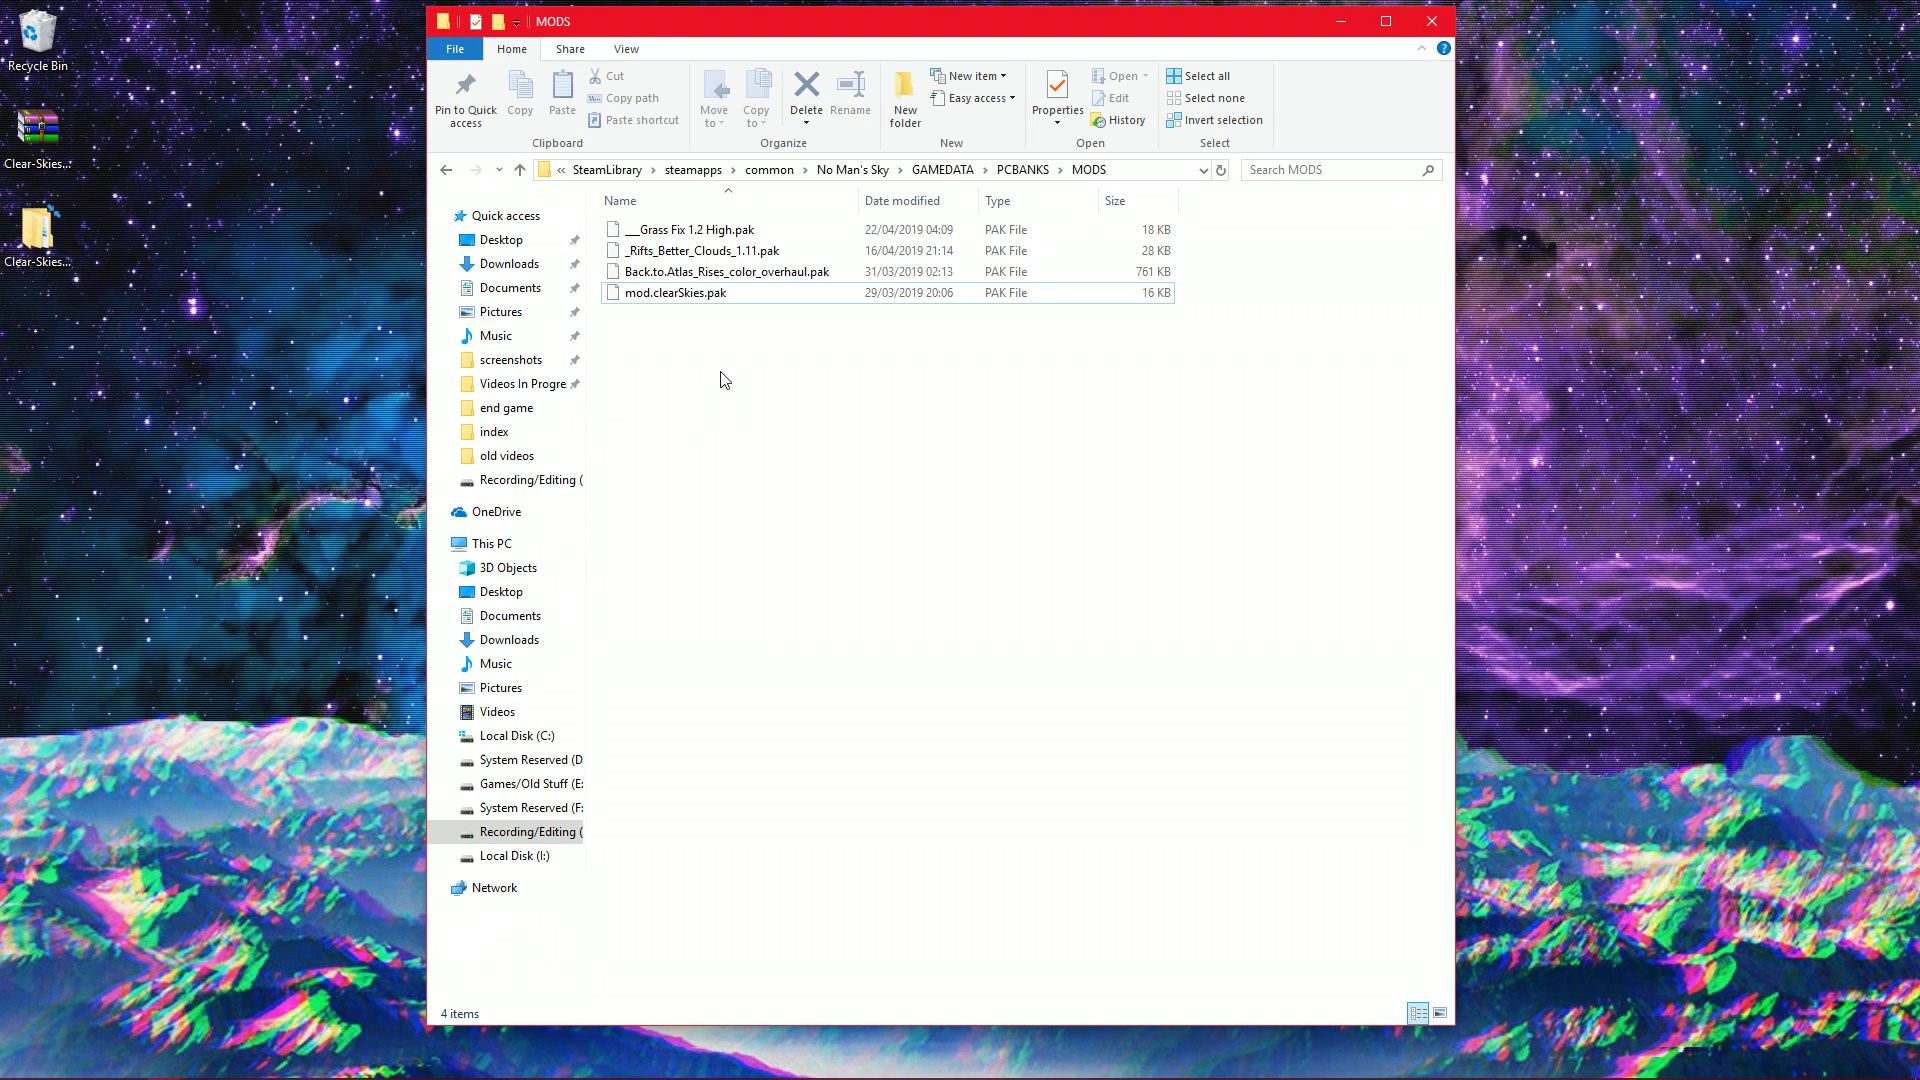 Recycle Bin
Clear-Skies...
Clear-Skies...
MODS
File
Home
Share
View
Pin to Quick access
Copy
Paste
Cut
Copy path
Paste shortcut
Clipboard
Move to
Copy to
Delete
Rename
Organize
New folder
New item
Easy access
New
Properties
Open
Edit
History
Open
Select all
Select none
Invert selection
Select
« SteamLibrary › steamapps › common › No Man's Sky › GAMEDATA › PCBANKS › MODS
Search MODS
Name Date modified Type Size
___Grass Fix 1.2 High.pak 22/04/2019 04:09 PAK File 18 KB
_Rifts_Better_Clouds_1.11.pak 16/04/2019 21:14 PAK File 28 KB
Back.to.Atlas_Rises_color_overhaul.pak 31/03/2019 02:13 PAK File 761 KB
mod.clearSkies.pak 29/03/2019 20:06 PAK File 16 KB
Quick access
Desktop
Downloads
Documents
Pictures
Music
screenshots
Videos In Progre
end game
index
old videos
Recording/Editing (
OneDrive
This PC
3D Objects
Desktop
Documents
Downloads
Music
Pictures
Videos
Local Disk (C:)
System Reserved (D
Games/Old Stuff (E:
System Reserved (F:
Recording/Editing (
Local Disk (I:)
Network
4 items